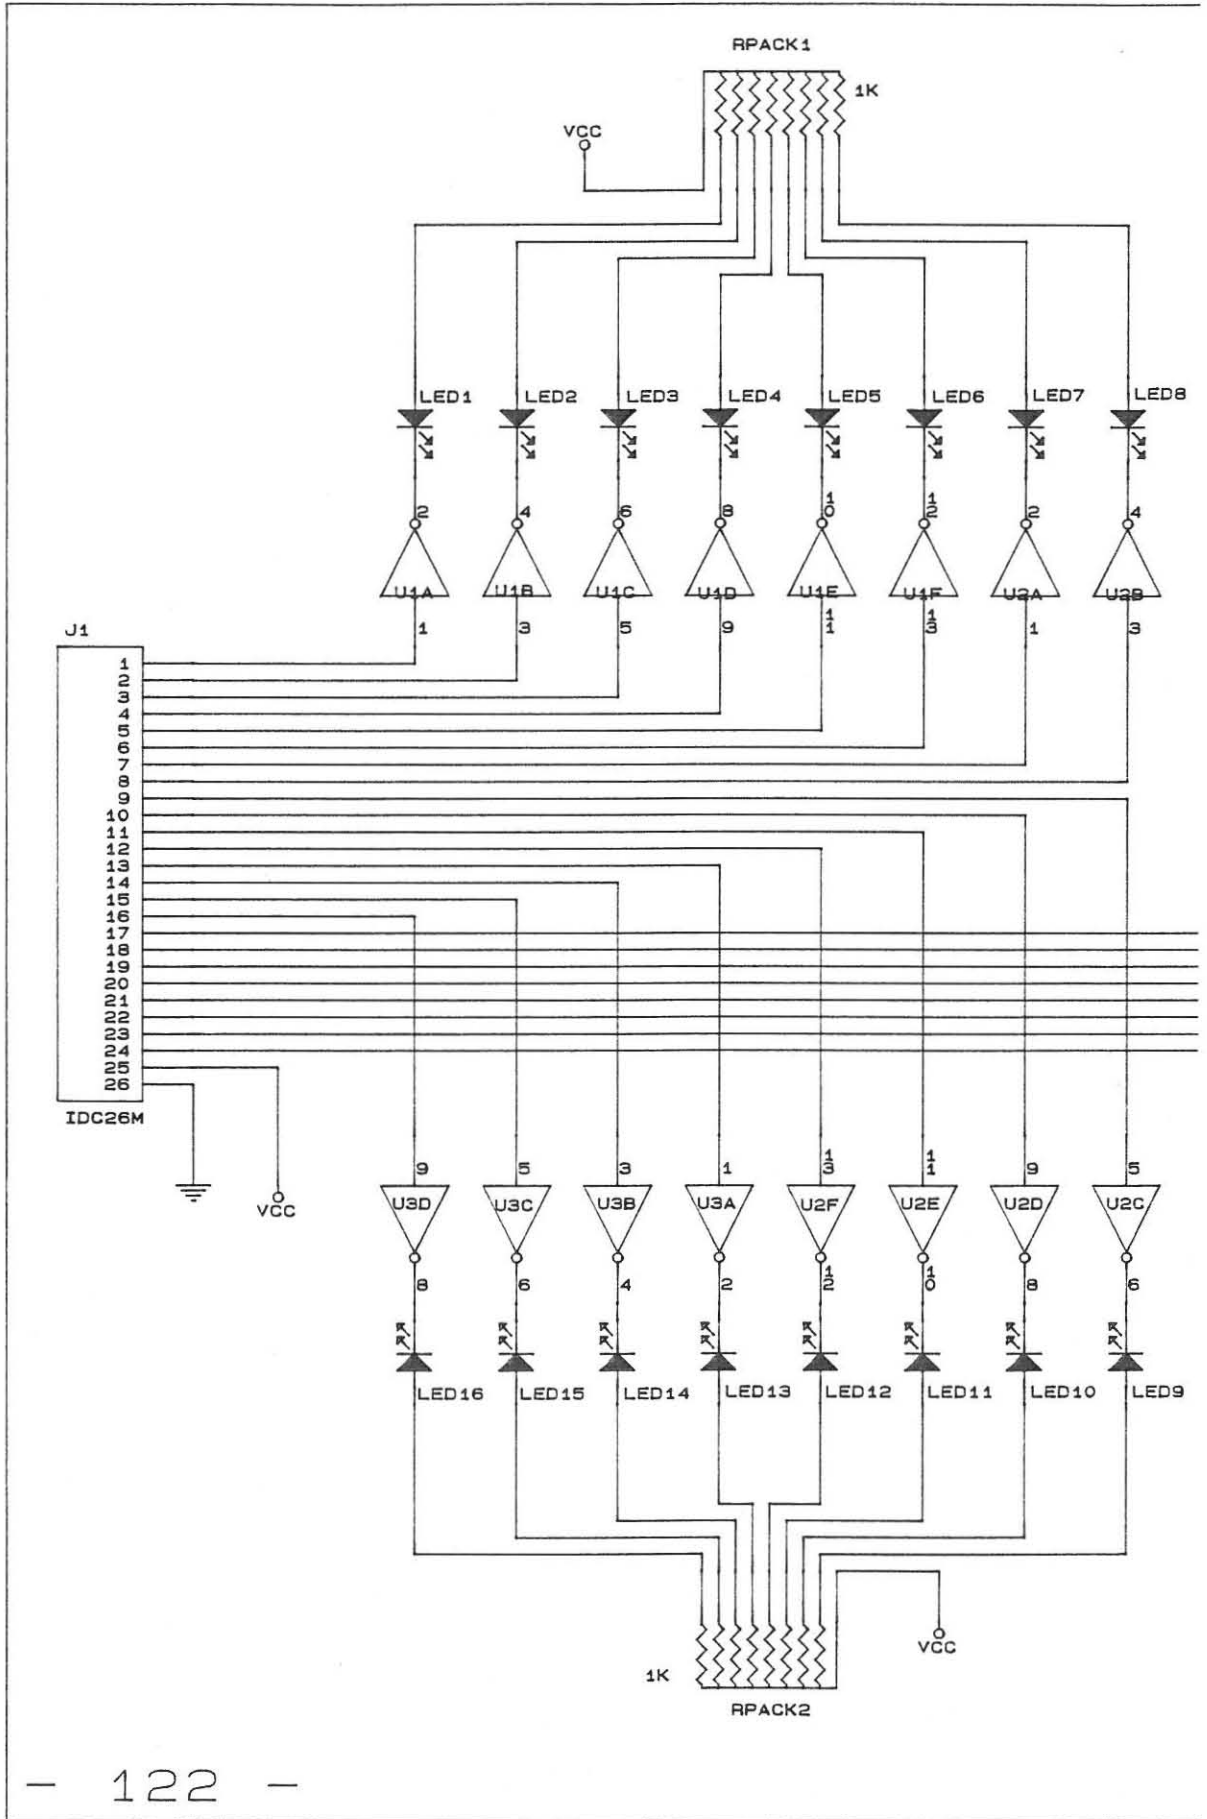 RPACK1
1K
VCC
LED1 LED2 LED3 LED4 LED5 LED6 LED7 LED8
2 4 6 8 10 12 2 4
U1A U1B U1C U1D U1E U1F U2A U2B
1 3 5 9 11 13 1 3
J1
1
2
3
4
5
6
7
8
9
10
11
12
13
14
15
16
17
18
19
20
21
22
23
24
25
26
IDC26M
VCC
9 5 3 1 13 11 9 5
U3D U3C U3B U3A U2F U2E U2D U2C
8 6 4 2 12 10 8 6
LED16 LED15 LED14 LED13 LED12 LED11 LED10 LED9
VCC
1K
RPACK2
- 122 -